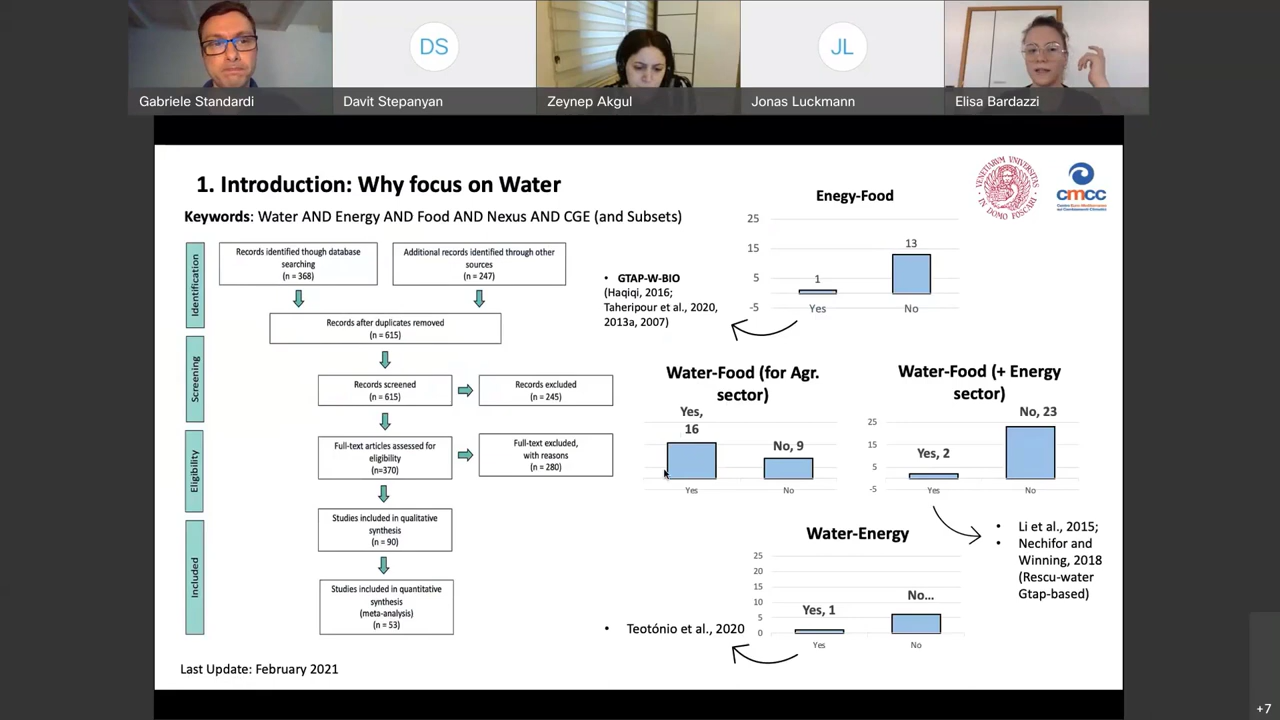 DS
JL
Gabriele Standardi
Davit Stepanyan
Zeynep Akgul
Jonas Luckmann
Elisa Bardazzi
1. Introduction: Why focus on Water
Keywords: Water AND Energy AND Food AND Nexus AND CGE (and Subsets)
Identification
Records identified though database
searching
(n = 368)
Additional records identified through other
sources
(n = 247)
Records after duplicates removed
(n = 615)
Screening
Records screened
(n = 615)
Records excluded
(n = 245)
Eligibility
Full-text articles assessed for
eligibility
(n=370)
Full-text excluded,
with reasons
(n = 280)
Included
Studies included in qualitative
synthesis
(n = 90)
Studies included in quantitative
synthesis
(meta-analysis)
(n = 53)
Last Update: February 2021
cmcc
Enegy-Food
25
15
5
-5
1
13
Yes
No
• GTAP-W-BIO
(Haqiqi, 2016;
Taheripour et al., 2020,
2013a, 2007)
Water-Food (for Agr.
sector)
Yes,
16
No, 9
Yes
No
Water-Food (+ Energy
sector)
25
15
5
-5
Yes, 2
No, 23
Yes
No
• Li et al., 2015;
• Nechifor and
Winning, 2018
(Rescu-water
Gtap-based)
Water-Energy
25
20
15
10
5
0
Yes, 1
No...
Yes
No
• Teotónio et al., 2020
+7